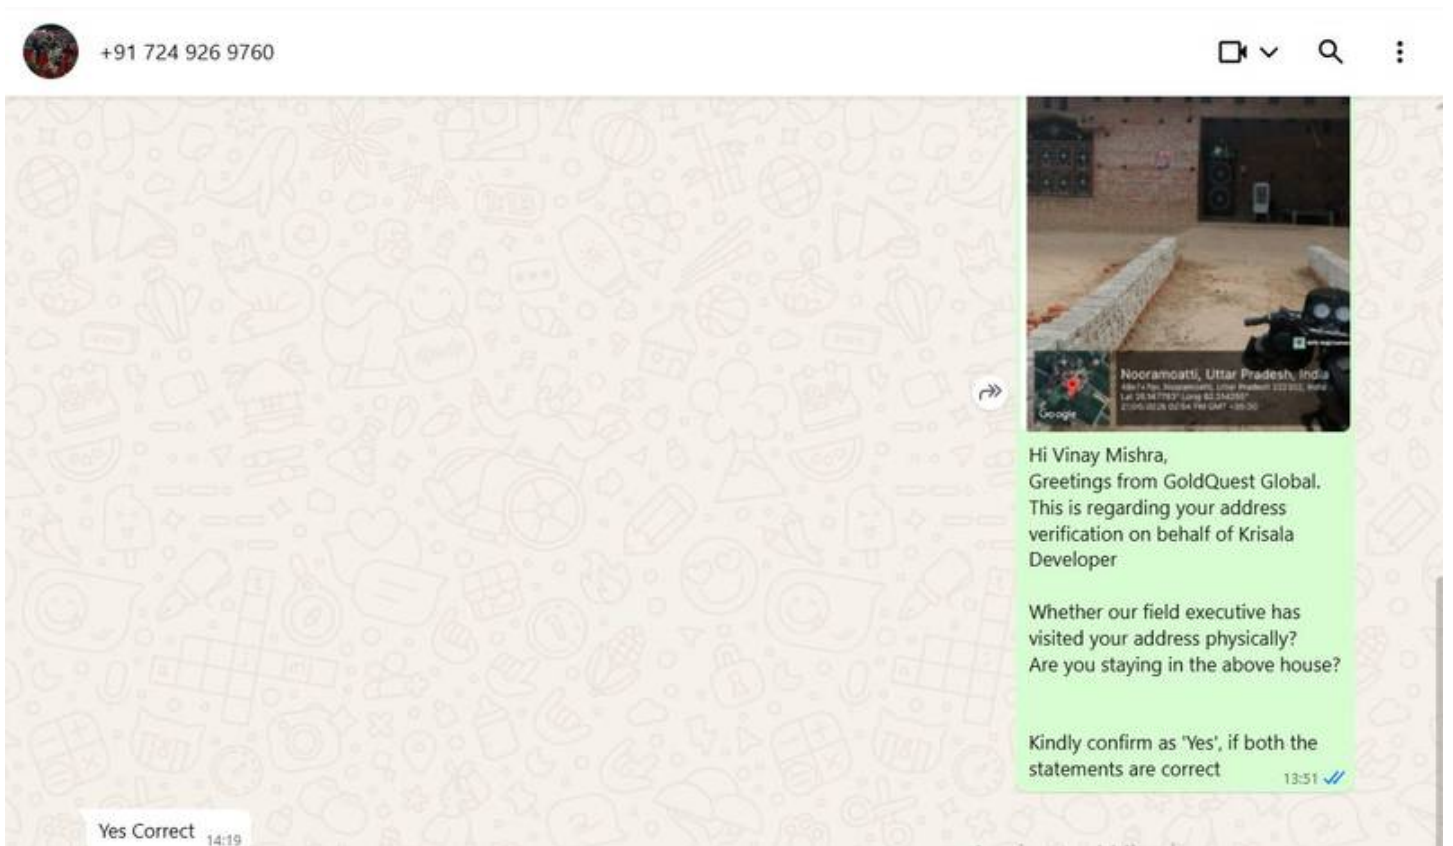 +91 724 926 9760
Nooramoatti, Uttar Pradesh, India
Google
Hi Vinay Mishra,
Greetings from GoldQuest Global.
This is regarding your address
verification on behalf of Krisala
Developer
Whether our field executive has
visited your address physically?
Are you staying in the above house?
Kindly confirm as 'Yes', if both the
statements are correct
13:51
Yes Correct
14:19